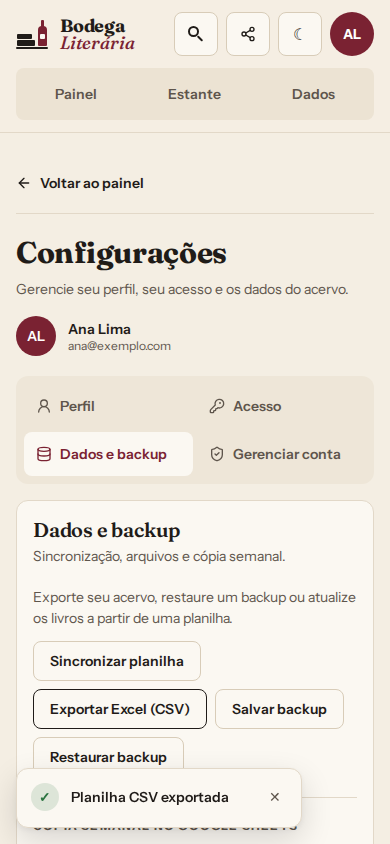 Bodega
Literária
AL
Painel Estante Dados
Voltar ao painel
Configurações
Gerencie seu perfil, seu acesso e os dados do acervo.
AL
Ana Lima
ana@exemplo.com
Perfil Acesso
Dados e backup Gerenciar conta
Dados e backup
Sincronização, arquivos e cópia semanal.
Exporte seu acervo, restaure um backup ou atualize
os livros a partir de uma planilha.
Sincronizar planilha
Exportar Excel (CSV) Salvar backup
Restaurar backup
Planilha CSV exportada